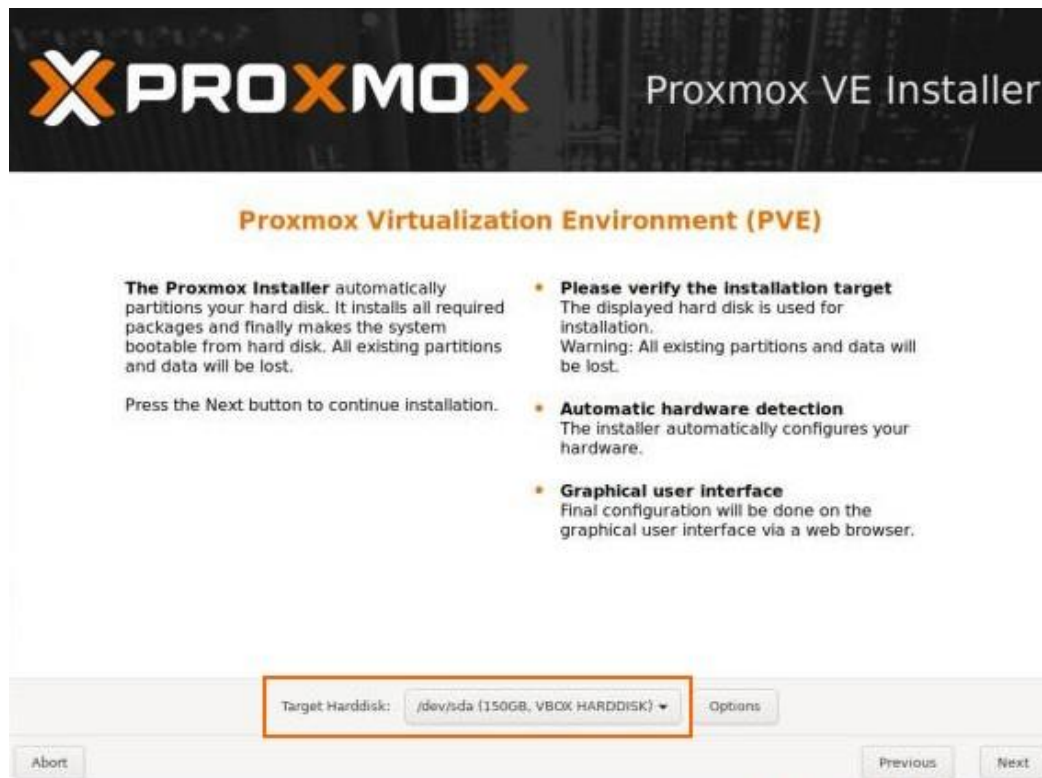 PROXMOX
Proxmox VE Installer
Proxmox Virtualization Environment (PVE)
The Proxmox Installer automatically
partitions your hard disk. It installs all required
packages and finally makes the system
bootable from hard disk. All existing partitions
and data will be lost.
Press the Next button to continue installation.
Please verify the installation target
The displayed hard disk is used for
installation.
Warning: All existing partitions and data will
be lost.
Automatic hardware detection
The installer automatically configures your
hardware.
Graphical user interface
Final configuration will be done on the
graphical user interface via a web browser.
Target Harddisk: /dev/sda (150GB, VBOX HARDDISK) Options
Abort Previous Next